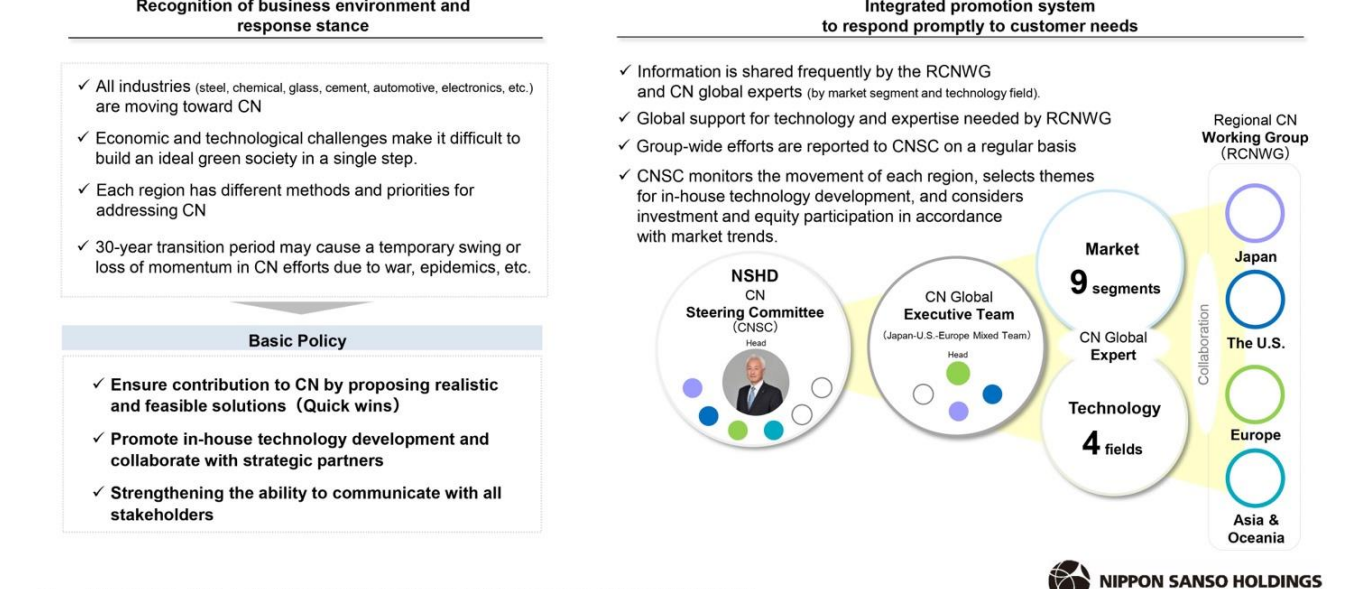 Recognition of business environment and
response stance
✓ All industries (steel, chemical, glass, cement, automotive, electronics, etc.)
are moving toward CN
✓ Economic and technological challenges make it difficult to
build an ideal green society in a single step.
✓ Each region has different methods and priorities for
addressing CN
✓ 30-year transition period may cause a temporary swing or
loss of momentum in CN efforts due to war, epidemics, etc.
Basic Policy
✓ Ensure contribution to CN by proposing realistic
and feasible solutions（Quick wins）
✓ Promote in-house technology development and
collaborate with strategic partners
✓ Strengthening the ability to communicate with all
stakeholders
Integrated promotion system
to respond promptly to customer needs
✓ Information is shared frequently by the RCNWG
and CN global experts (by market segment and technology field).
✓ Global support for technology and expertise needed by RCNWG
✓ Group-wide efforts are reported to CNSC on a regular basis
✓ CNSC monitors the movement of each region, selects themes
for in-house technology development, and considers
investment and equity participation in accordance
with market trends.
NSHD
CN
Steering Committee
(CNSC)
Head
CN Global
Executive Team
(Japan-U.S.-Europe Mixed Team)
Head
Market
9 segments
CN Global
Expert
Technology
4 fields
Collaboration
Regional CN
Working Group
(RCNWG)
Japan
The U.S.
Europe
Asia &
Oceania
NIPPON SANSO HOLDINGS